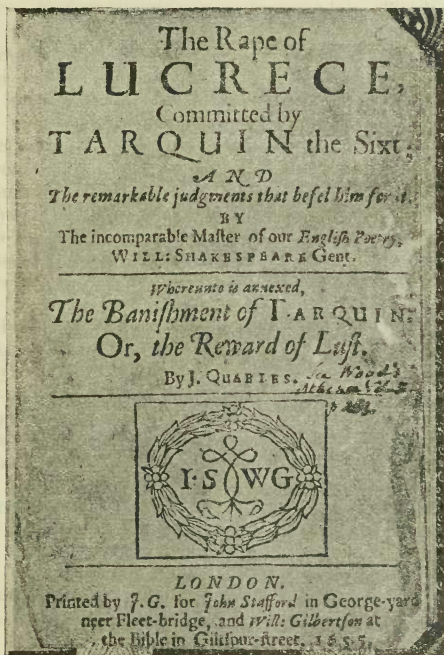 The Rape of
LUCRECE,
Committed by
TARQUIN the Sixt;
AND
The remarkable judgments that befel him for it.
BY
The incomparable Maſter of our Engliſh Poetry,
WILL: SHAKESPEARE Gent.
Whereunto is annexed,
The Baniſhment of TARQUIN:
Or, the Reward of Luſt.
By J. QUARLES.
I·S WG
LONDON.
Printed by J.G. for John Stafford in George-yard
neer Fleet-bridge, and Will: Gilbertſon at
the Bible in Giltſpur-ſtreet, 1655.